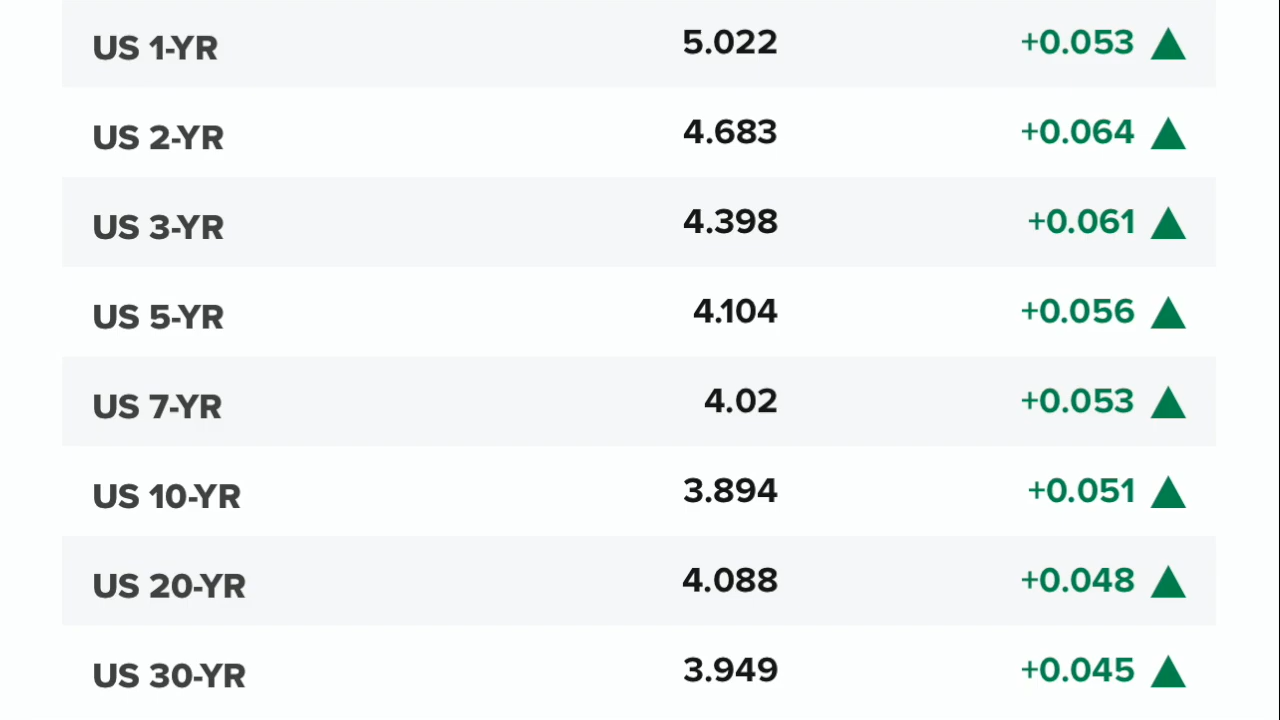 US 1-YR 5.022 +0.053 ▲
US 2-YR 4.683 +0.064 ▲
US 3-YR 4.398 +0.061 ▲
US 5-YR 4.104 +0.056 ▲
US 7-YR 4.02 +0.053 ▲
US 10-YR 3.894 +0.051 ▲
US 20-YR 4.088 +0.048 ▲
US 30-YR 3.949 +0.045 ▲